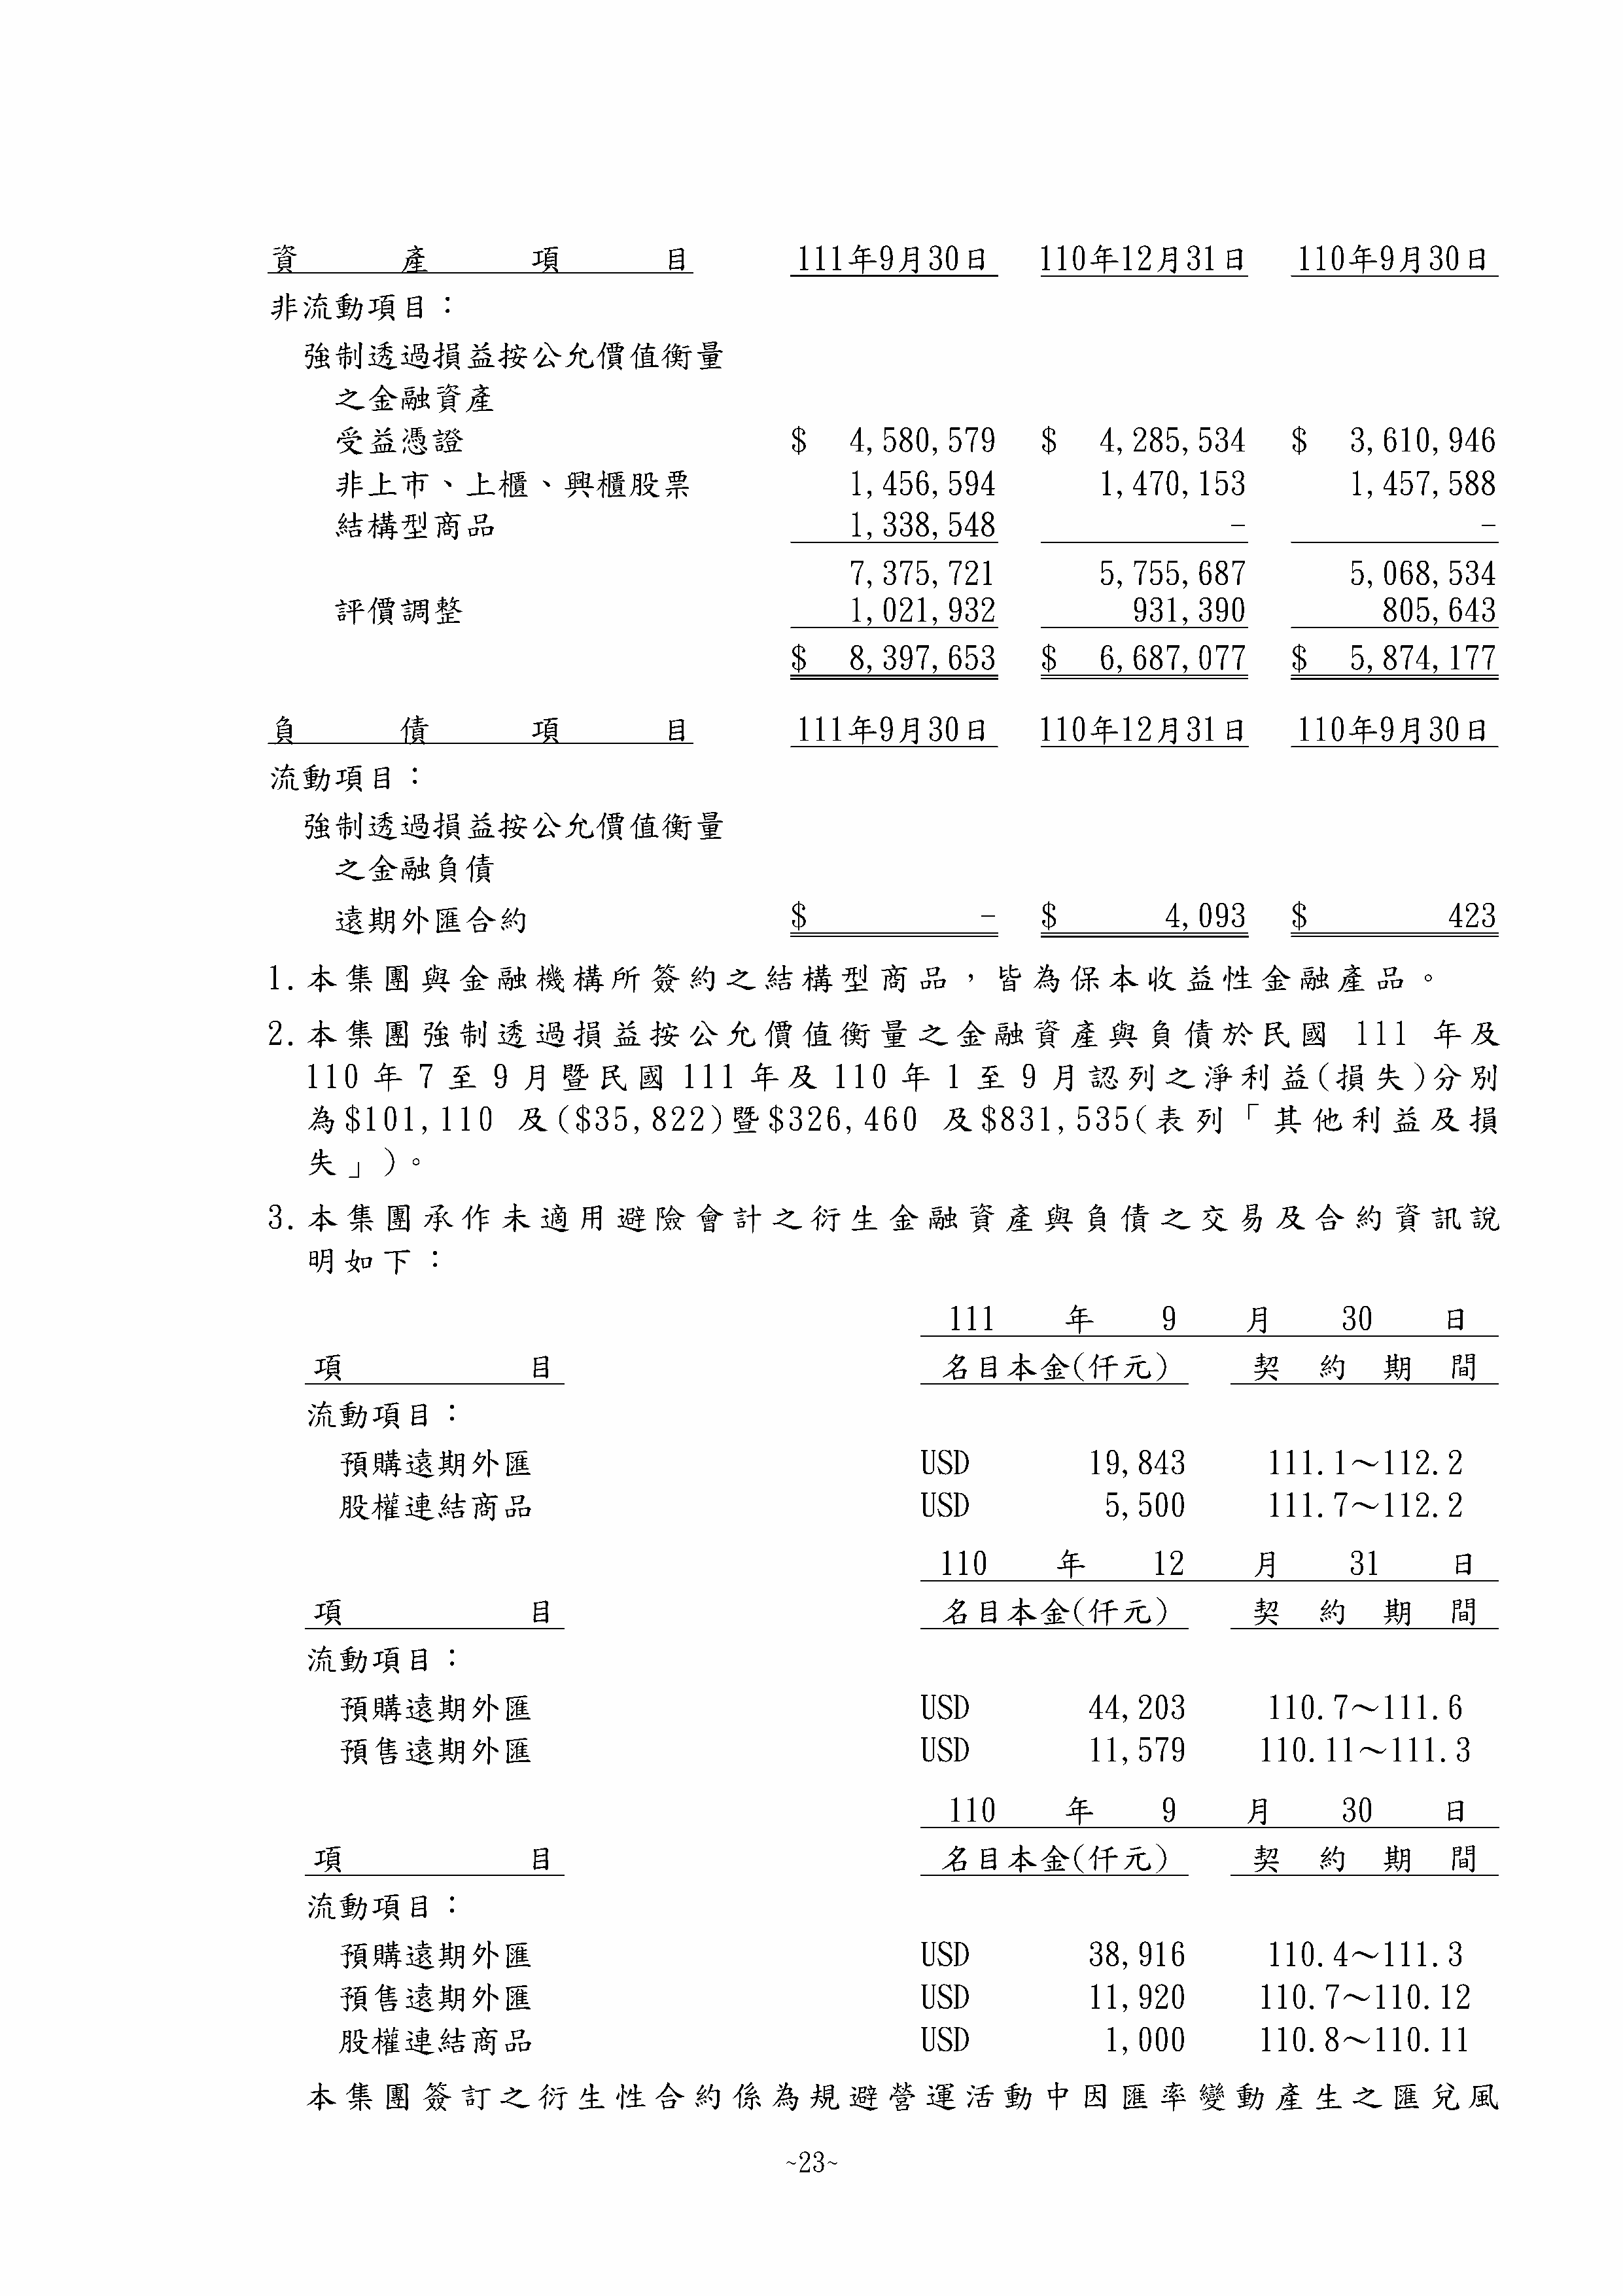 資產項目 111年9月30日 110年12月31日 110年9月30日
非流動項目：
強制透過損益按公允價值衡量
之金融資產
受益憑證 $ 4,580,579 $ 4,285,534 $ 3,610,946
非上市、上櫃、興櫃股票 1,456,594 1,470,153 1,457,588
結構型商品 1,338,548 - -
7,375,721 5,755,687 5,068,534
評價調整 1,021,932 931,390 805,643
$ 8,397,653 $ 6,687,077 $ 5,874,177
負債項目 111年9月30日 110年12月31日 110年9月30日
流動項目：
強制透過損益按公允價值衡量
之金融負債
遠期外匯合約 $ - $ 4,093 $ 423
1.本集團與金融機構所簽約之結構型商品，皆為保本收益性金融產品。
2.本集團強制透過損益按公允價值衡量之金融資產與負債於民國 111 年及
110 年 7 至 9 月暨民國 111 年及 110 年 1 至 9 月認列之淨利益(損失)分別
為$101,110 及($35,822)暨$326,460 及$831,535(表列「其他利益及損
失」)。
3.本集團承作未適用避險會計之衍生金融資產與負債之交易及合約資訊說
明如下：
111 年 9 月 30 日
項目 名目本金(仟元) 契約期間
流動項目：
預購遠期外匯 USD 19,843 111.1～112.2
股權連結商品 USD 5,500 111.7～112.2
110 年 12 月 31 日
項目 名目本金(仟元) 契約期間
流動項目：
預購遠期外匯 USD 44,203 110.7～111.6
預售遠期外匯 USD 11,579 110.11～111.3
110 年 9 月 30 日
項目 名目本金(仟元) 契約期間
流動項目：
預購遠期外匯 USD 38,916 110.4～111.3
預售遠期外匯 USD 11,920 110.7～110.12
股權連結商品 USD 1,000 110.8～110.11
本集團簽訂之衍生性合約係為規避營運活動中因匯率變動產生之匯兌風
~23~